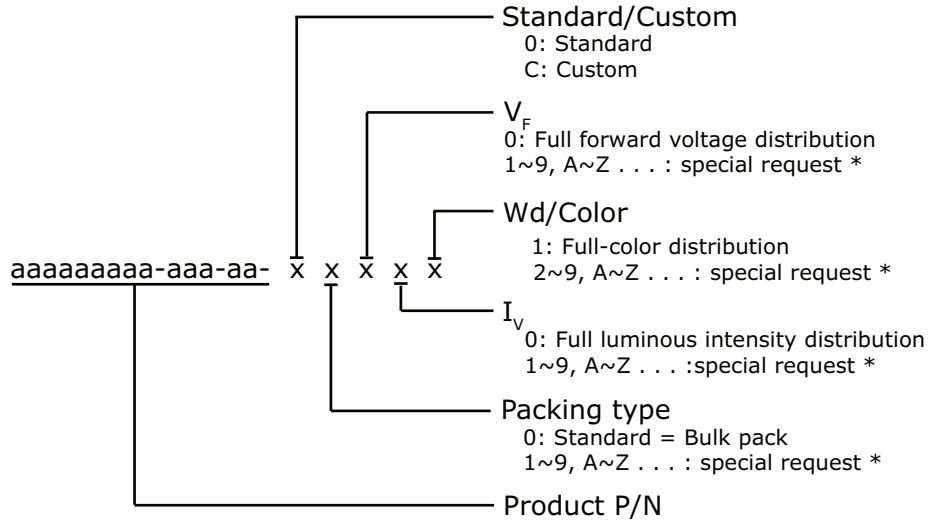 Standard/Custom
0: Standard
C: Custom
VF
0: Full forward voltage distribution
1~9, A~Z . . . : special request *
Wd/Color
1: Full-color distribution
2~9, A~Z . . . : special request *
aaaaaaaaa-aaa-aa- x x x x x
IV
0: Full luminous intensity distribution
1~9, A~Z . . . :special request *
Packing type
0: Standard = Bulk pack
1~9, A~Z . . . : special request *
Product P/N